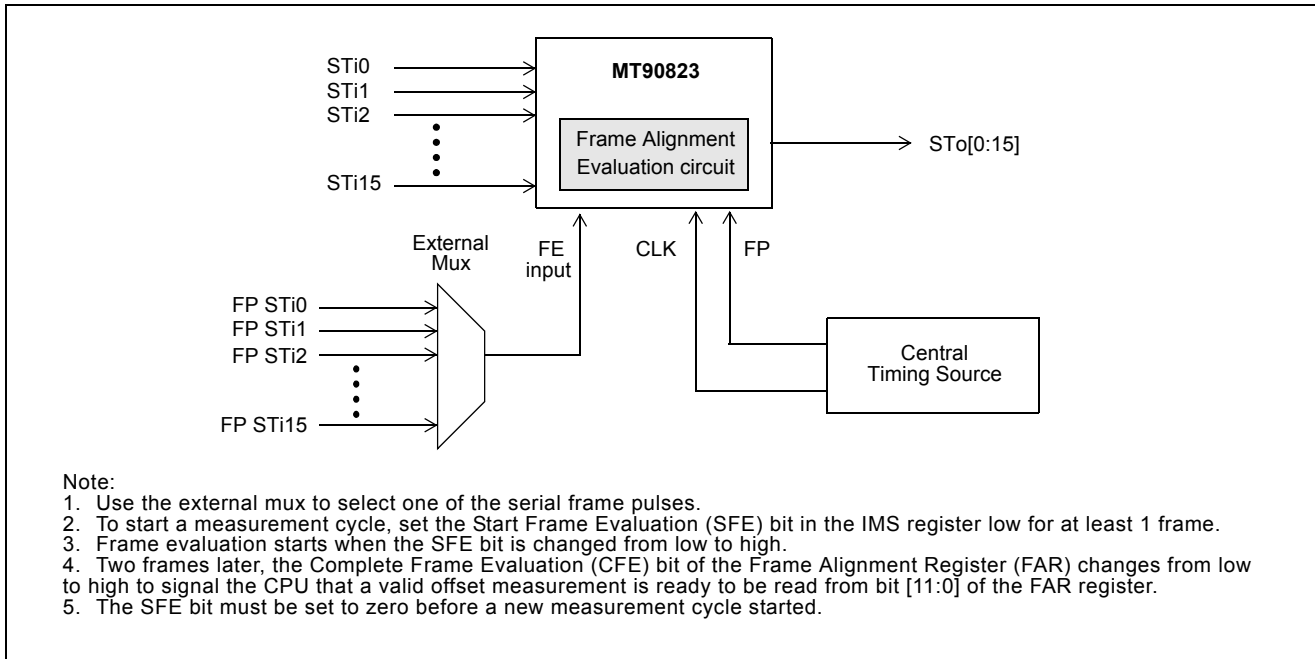 STi0
STi1
STi2
STi15
MT90823
Frame Alignment
Evaluation circuit
STo[0:15]
External
Mux
FE
input
CLK
FP
FP STi0
FP STi1
FP STi2
FP STi15
Central
Timing Source
Note:
1. Use the external mux to select one of the serial frame pulses.
2. To start a measurement cycle, set the Start Frame Evaluation (SFE) bit in the IMS register low for at least 1 frame.
3. Frame evaluation starts when the SFE bit is changed from low to high.
4. Two frames later, the Complete Frame Evaluation (CFE) bit of the Frame Alignment Register (FAR) changes from low
to high to signal the CPU that a valid offset measurement is ready to be read from bit [11:0] of the FAR register.
5. The SFE bit must be set to zero before a new measurement cycle started.